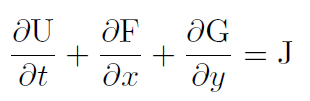 ∂U/∂t + ∂F/∂x + ∂G/∂y = J